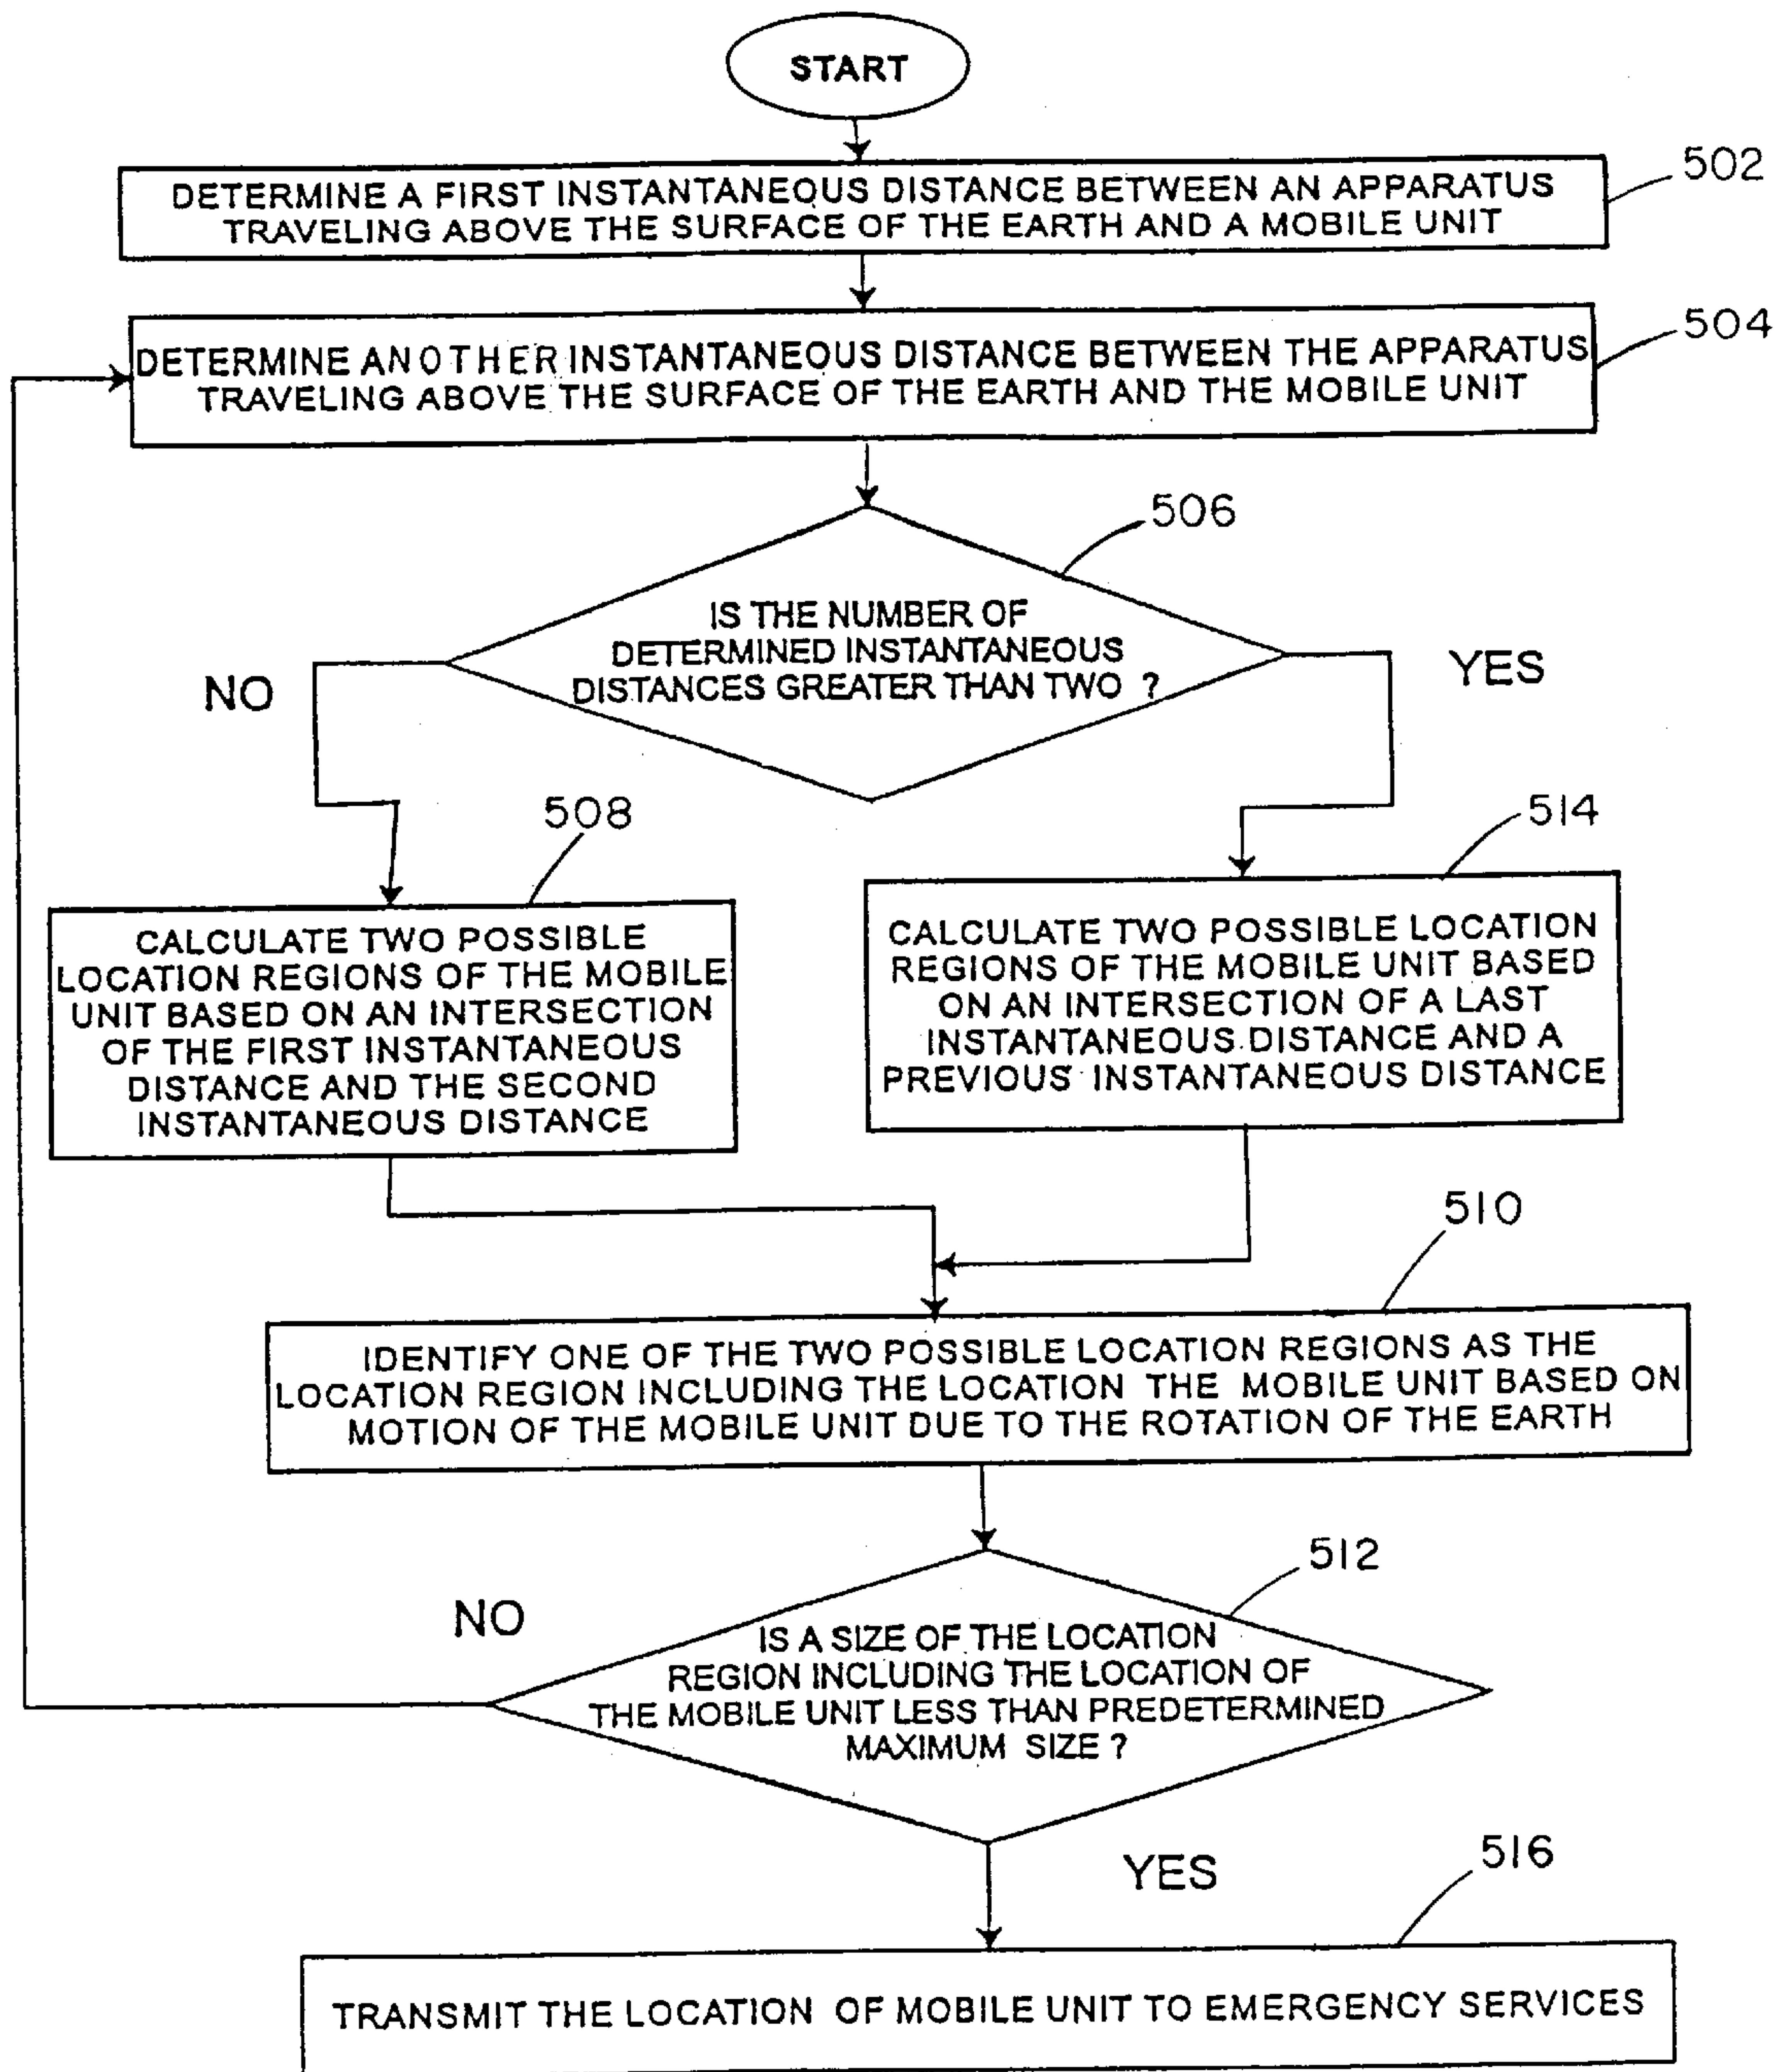 START
502
DETERMINE A FIRST INSTANTANEOUS DISTANCE BETWEEN AN APPARATUS
TRAVELING ABOVE THE SURFACE OF THE EARTH AND A MOBILE UNIT
504
DETERMINE ANOTHER INSTANTANEOUS DISTANCE BETWEEN THE APPARATUS
TRAVELING ABOVE THE SURFACE OF THE EARTH AND THE MOBILE UNIT
506
IS THE NUMBER OF
DETERMINED INSTANTANEOUS
DISTANCES GREATER THAN TWO ?
NO
YES
508
CALCULATE TWO POSSIBLE
LOCATION REGIONS OF THE MOBILE
UNIT BASED ON AN INTERSECTION
OF THE FIRST INSTANTANEOUS
DISTANCE AND THE SECOND
INSTANTANEOUS DISTANCE
514
CALCULATE TWO POSSIBLE LOCATION
REGIONS OF THE MOBILE UNIT BASED
ON AN INTERSECTION OF A LAST
INSTANTANEOUS DISTANCE AND A
PREVIOUS INSTANTANEOUS DISTANCE
510
IDENTIFY ONE OF THE TWO POSSIBLE LOCATION REGIONS AS THE
LOCATION REGION INCLUDING THE LOCATION THE MOBILE UNIT BASED ON
MOTION OF THE MOBILE UNIT DUE TO THE ROTATION OF THE EARTH
512
NO
IS A SIZE OF THE LOCATION
REGION INCLUDING THE LOCATION OF
THE MOBILE UNIT LESS THAN PREDETERMINED
MAXIMUM SIZE ?
YES
516
TRANSMIT THE LOCATION OF MOBILE UNIT TO EMERGENCY SERVICES